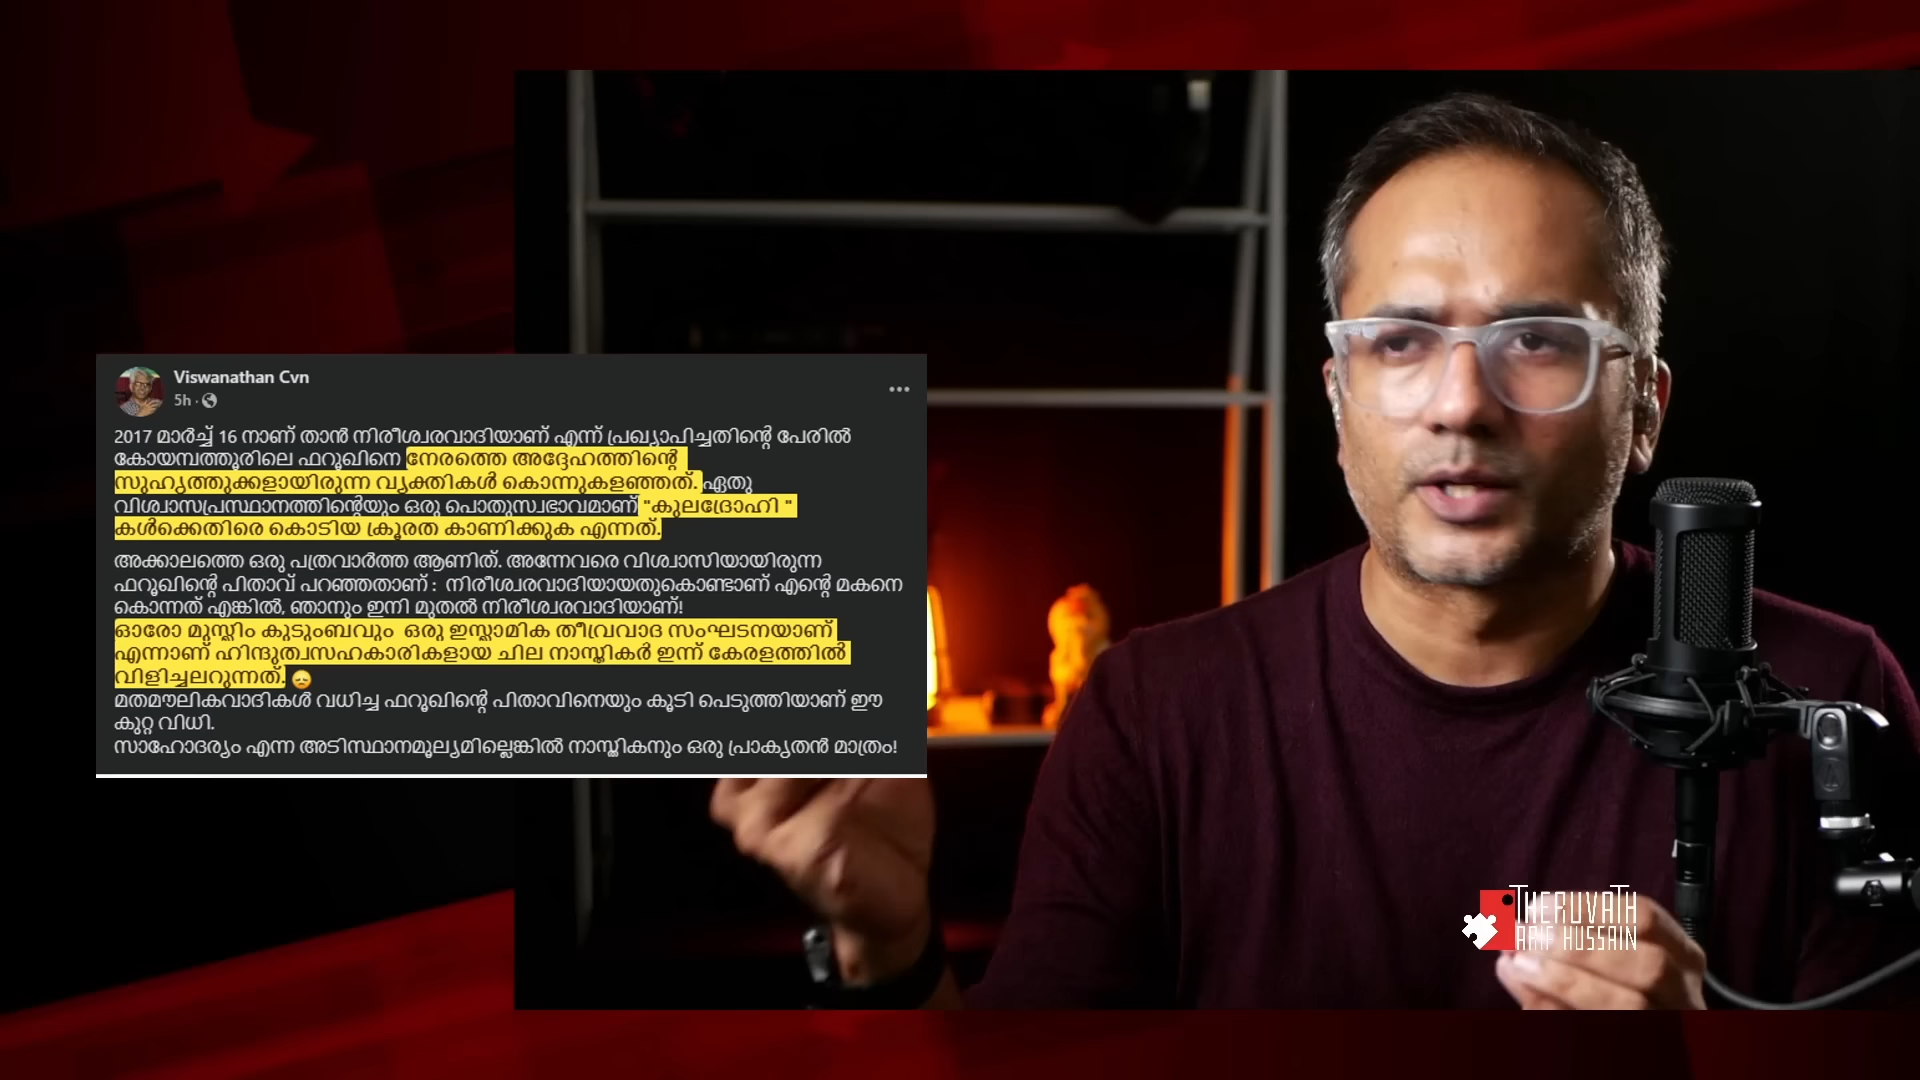 Viswanathan Cvn
5h
2017 മാർച്ച് 16 നാണ് താൻ നിരീശ്വരവാദിയാണ് എന്ന് പ്രഖ്യാപിച്ചതിന്റെ പേരിൽ
കോയമ്പത്തൂരിലെ ഫറൂഖിനെ നേരത്തെ അദ്ദേഹത്തിന്റെ
സുഹൃത്തുക്കളായിരുന്ന വ്യക്തികൾ കൊന്നുകളഞ്ഞത്. ഏതു
വിശ്വാസപ്രസ്ഥാനത്തിന്റെയും ഒരു പൊതുസ്വഭാവമാണ് "കുലദ്രോഹി "
കൾക്കെതിരെ കൊടിയ ക്രൂരത കാണിക്കുക എന്നത്.
അക്കാലത്തെ ഒരു പത്രവാർത്ത ആണിത്. അന്നേവരെ വിശ്വാസിയായിരുന്ന
ഫറൂഖിന്റെ പിതാവ് പറഞ്ഞതാണ് : നിരീശ്വരവാദിയായതുകൊണ്ടാണ് എന്റെ മകനെ
കൊന്നത് എങ്കിൽ, ഞാനും ഇനി മുതൽ നിരീശ്വരവാദിയാണ്!
ഓരോ മുസ്ലിം കുടുംബവും ഒരു ഇസ്ലാമിക തീവ്രവാദ സംഘടനയാണ്
എന്നാണ് ഹിന്ദുത്വസഹകാരികളായ ചില നാസ്തികർ ഇന്ന് കേരളത്തിൽ
വിളിച്ചലറുന്നത്. 😞
മതമൗലികവാദികൾ വധിച്ച ഫറൂഖിന്റെ പിതാവിനെയും കൂടി പെടുത്തിയാണ് ഈ
കുറ്റ വിധി.
സാഹോദര്യം എന്ന അടിസ്ഥാനമൂല്യമില്ലെങ്കിൽ നാസ്തികനും ഒരു പ്രാകൃതൻ മാത്രം!
THERUVATH
ARIF HUSSAIN